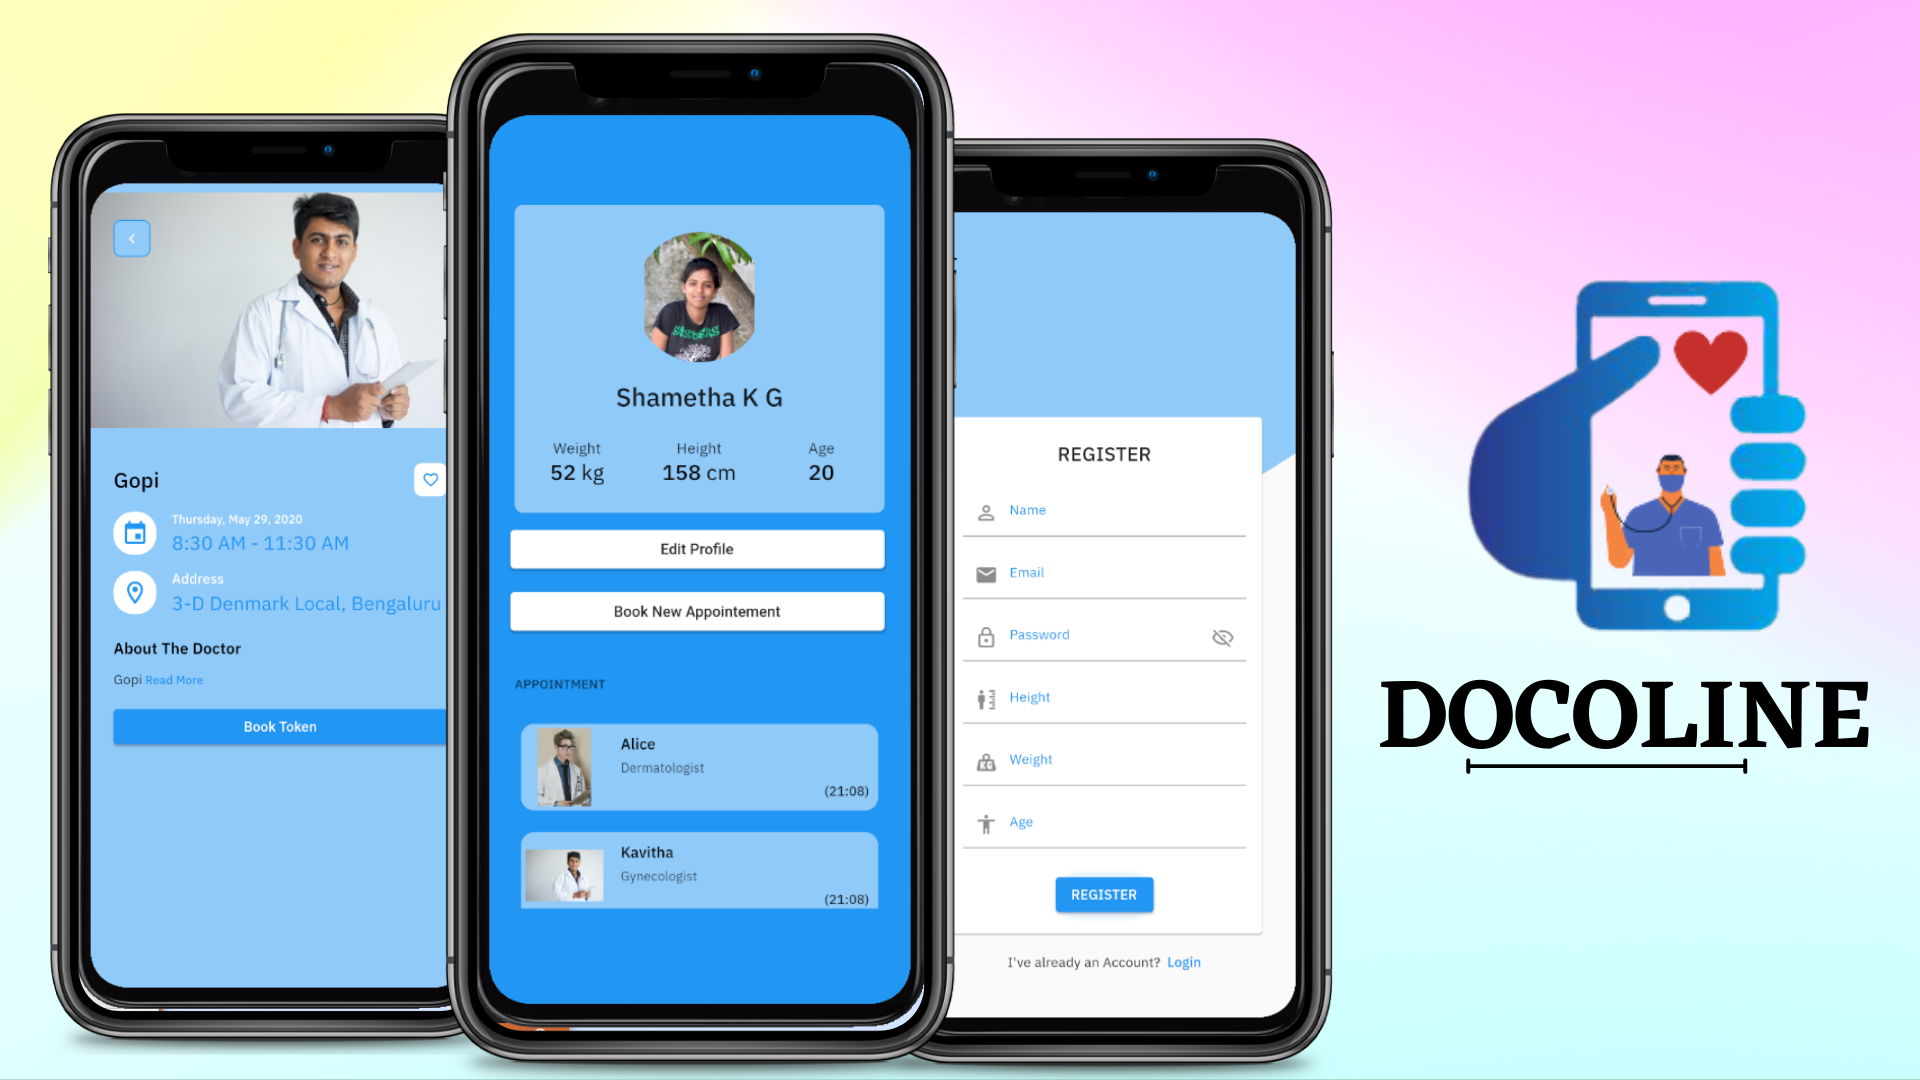 Gopi
Thursday, May 29, 2020
8:30 AM - 11:30 AM
Address
3-D Denmark Local, Bengaluru
About The Doctor
Gopi Read More
Book Token
SISTERS
Shametha K G
Weight Height Age
52 kg 158 cm 20
Edit Profile
Book New Appointement
APPOINTMENT
Alice
Dermatologist
(21:08)
Kavitha
Gynecologist
(21:08)
REGISTER
Name
Email
Password
Height
KG Weight
Age
REGISTER
I've already an Account? Login
DOCOLINE